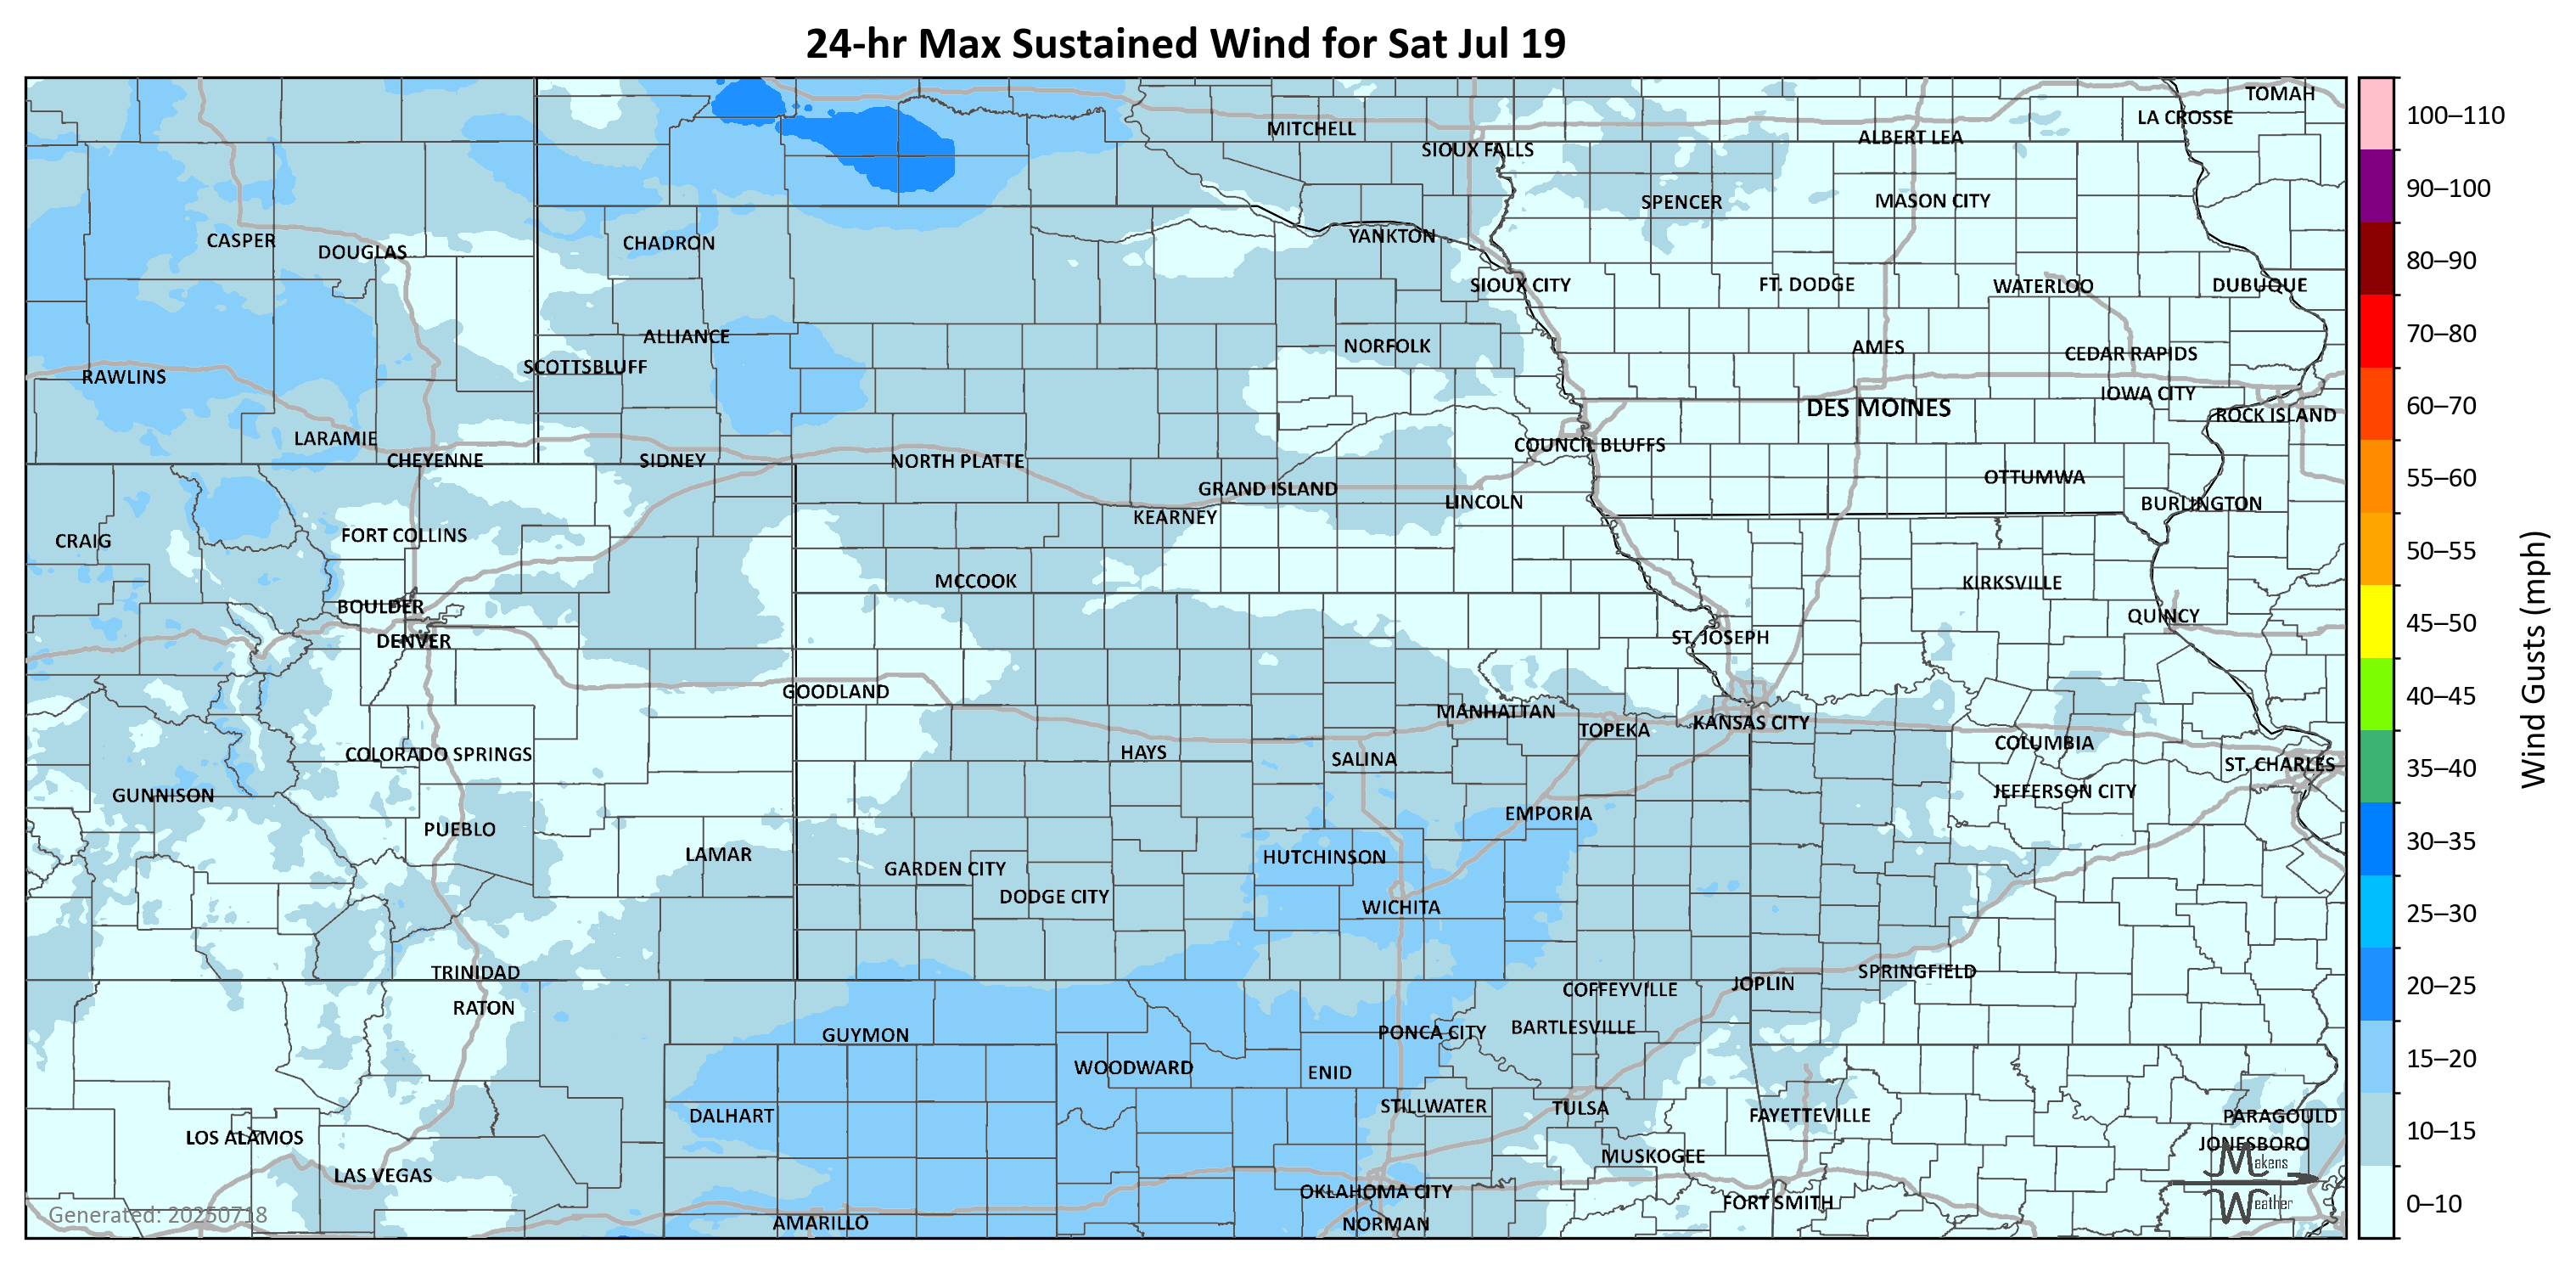 24-hr Max Sustained Wind for Sat Jul 19
TOMAH
LA CROSSE
MITCHELL
ALBERT LEA
SIOUX FALLS
SPENCER
MASON CITY
CASPER
DOUGLAS
CHADRON
YANKTON
SIOUX CITY
FT. DODGE
WATERLOO
DUBUQUE
ALLIANCE
NORFOLK
AMES
CEDAR RAPIDS
SCOTTSBLUFF
RAWLINS
IOWA CITY
DES MOINES
ROCK ISLAND
LARAMIE
COUNCIL BLUFFS
CHEYENNE
SIDNEY
NORTH PLATTE
OTTUMWA
GRAND ISLAND
LINCOLN
BURLINGTON
KEARNEY
FORT COLLINS
CRAIG
MCCOOK
KIRKSVILLE
BOULDER
QUINCY
DENVER
ST. JOSEPH
GOODLAND
MANHATTAN
TOPEKA
KANSAS CITY
COLUMBIA
COLORADO SPRINGS
HAYS
SALINA
ST. CHARLES
GUNNISON
JEFFERSON CITY
EMPORIA
PUEBLO
LAMAR
HUTCHINSON
GARDEN CITY
DODGE CITY
WICHITA
TRINIDAD
SPRINGFIELD
JOPLIN
COFFEYVILLE
RATON
GUYMON
PONCA CITY
BARTLESVILLE
WOODWARD
ENID
DALHART
STILLWATER
TULSA
FAYETTEVILLE
PARAGOULD
LOS ALAMOS
JONESBORO
MUSKOGEE
LAS VEGAS
OKLAHOMA CITY
FORT SMITH
AMARILLO
NORMAN
Generated: 20250718
Makens
Weather
100–110
90–100
80–90
70–80
60–70
55–60
50–55
45–50
40–45
35–40
30–35
25–30
20–25
15–20
10–15
0–10
Wind Gusts (mph)